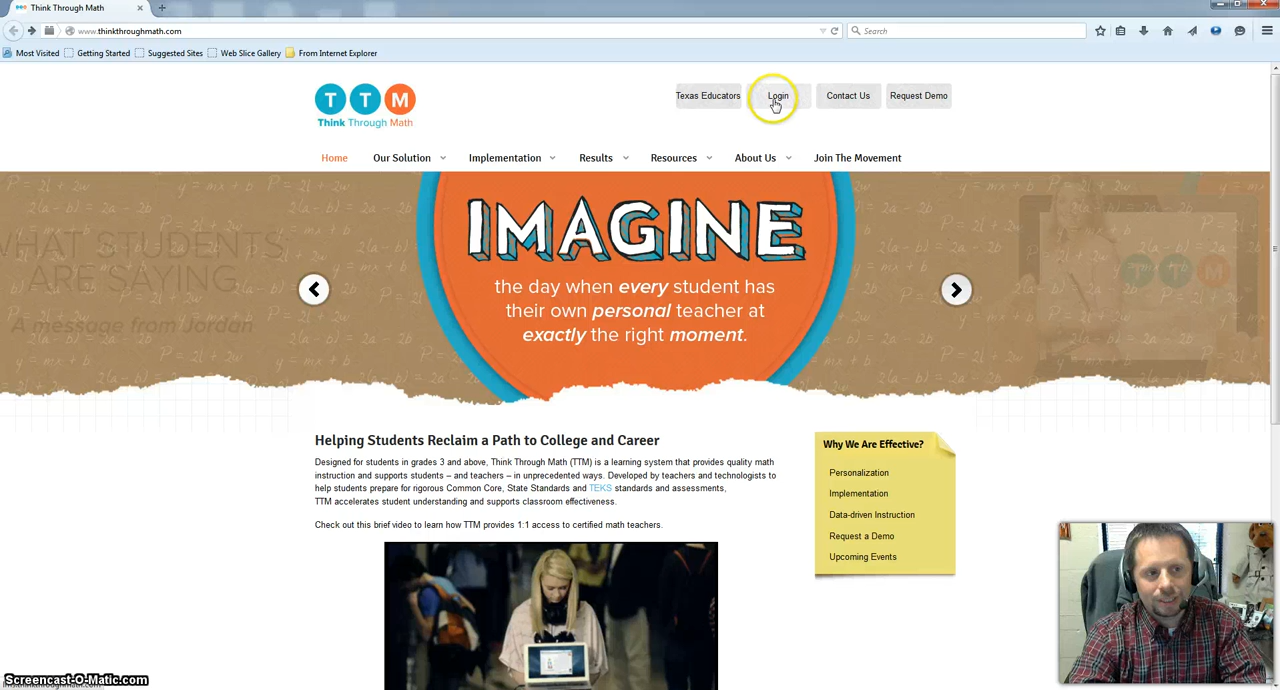 Think Through Math
www.thinkthroughmath.com
Search
Most Visited Getting Started Suggested Sites Web Slice Gallery From Internet Explorer
TTM
Think Through Math
Texas Educators Login Contact Us Request Demo
Home Our Solution Implementation Results Resources About Us Join The Movement
WHAT STUDENTS
ARE SAYING
A message from Jordan
IMAGINE
the day when every student has
their own personal teacher at
exactly the right moment.
TTM
Helping Students Reclaim a Path to College and Career
Designed for students in grades 3 and above, Think Through Math (TTM) is a learning system that provides quality math
instruction and supports students – and teachers – in unprecedented ways. Developed by teachers and technologists to
help students prepare for rigorous Common Core, State Standards and TEKS standards and assessments,
TTM accelerates student understanding and supports classroom effectiveness.
Check out this brief video to learn how TTM provides 1:1 access to certified math teachers.
Why We Are Effective?
Personalization
Implementation
Data-driven Instruction
Request a Demo
Upcoming Events
Screencast-O-Matic.com